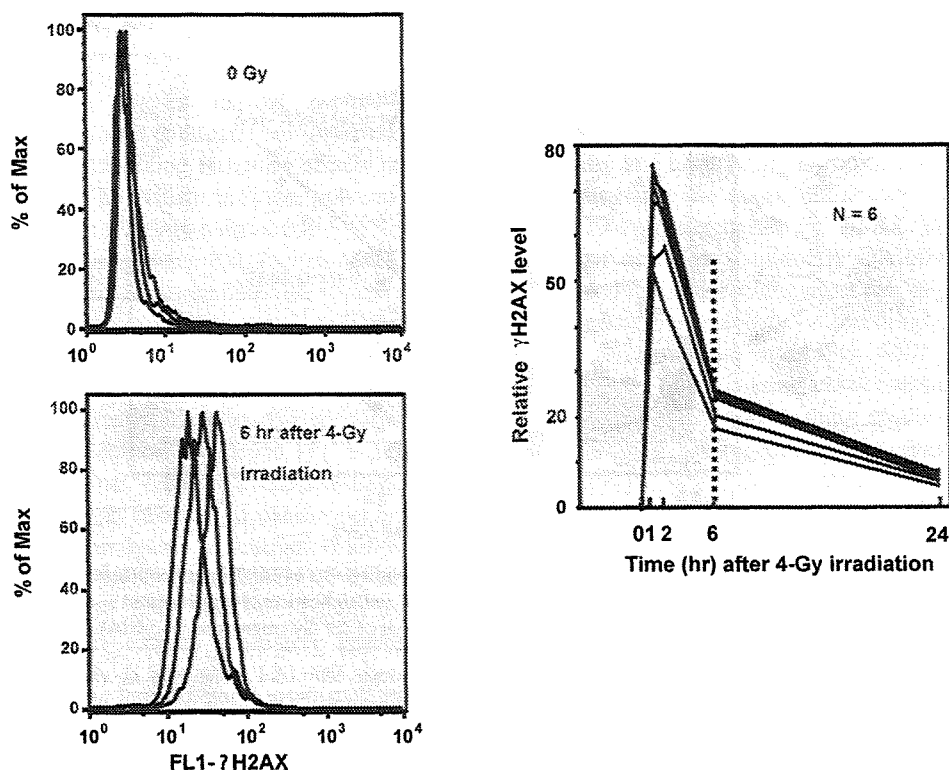 100
80
60
40
20
0
% of Max
0 Gy
10^0 10^1 10^3 10^4
100
80
60
40
20
0
% of Max
6 hr after 4-Gy
irradiation
10^0 10^1 10^2 10^3 10^4
FL1-?H2AX
80
50
20
0
Relative γH2AX level
N = 6
0 1 2 6 24
Time (hr) after 4-Gy irradiation